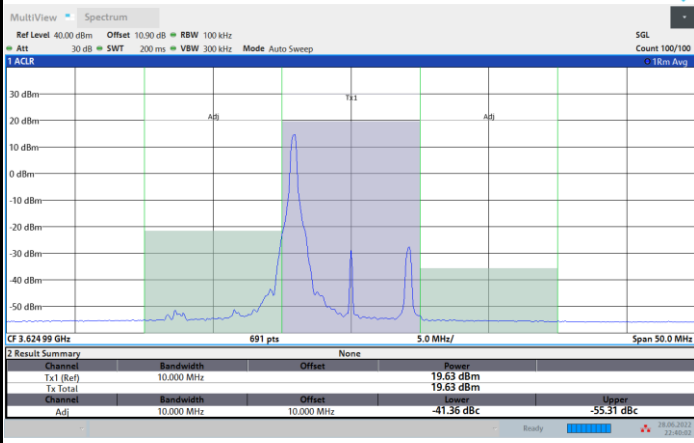 MultiView Spectrum
Ref Level 40.00 dBm Offset 10.90 dB RBW 100 kHz SGL
Att 30 dB SWT 200 ms VBW 300 kHz Mode Auto Sweep Count 100/100
1 ACLR 1Rm Avg
30 dBm
Tx1
20 dBm Adj Adj
10 dBm
0 dBm
-10 dBm
-20 dBm
-30 dBm
-40 dBm
-50 dBm
CF 3.624 99 GHz 691 pts 5.0 MHz/ Span 50.0 MHz
2 Result Summary None
Channel Bandwidth Offset Power
Tx1 (Ref) 10.000 MHz 19.63 dBm
Tx Total 19.63 dBm
Channel Bandwidth Offset Lower Upper
Adj 10.000 MHz 10.000 MHz -41.36 dBc -55.31 dBc
Ready 28.06.2022
22:40:02